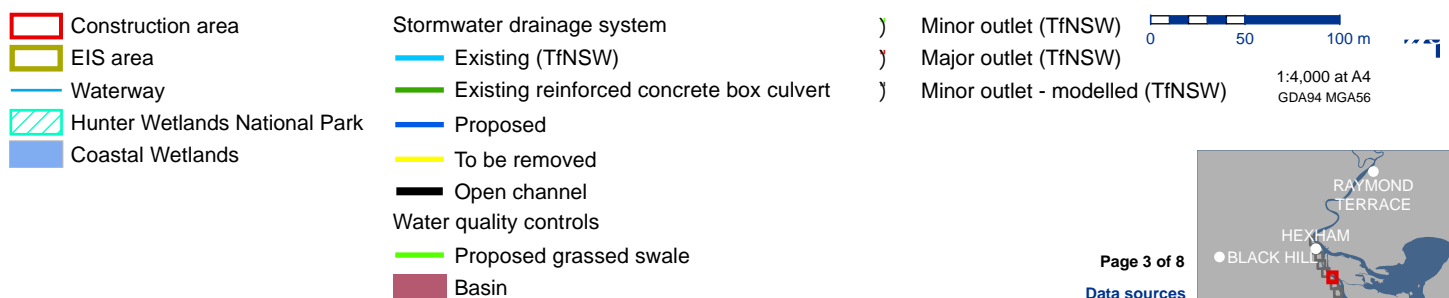 Construction area
EIS area
Waterway
Hunter Wetlands National Park
Coastal Wetlands
Stormwater drainage system
Existing (TfNSW)
Existing reinforced concrete box culvert
Proposed
To be removed
Open channel
Water quality controls
Proposed grassed swale
Basin
Minor outlet (TfNSW)
Major outlet (TfNSW)
Minor outlet - modelled (TfNSW)
0 50 100 m
1:4,000 at A4
GDA94 MGA56
Page 3 of 8
Data sources
RAYMOND
TERRACE
HEXHAM
BLACK HILL